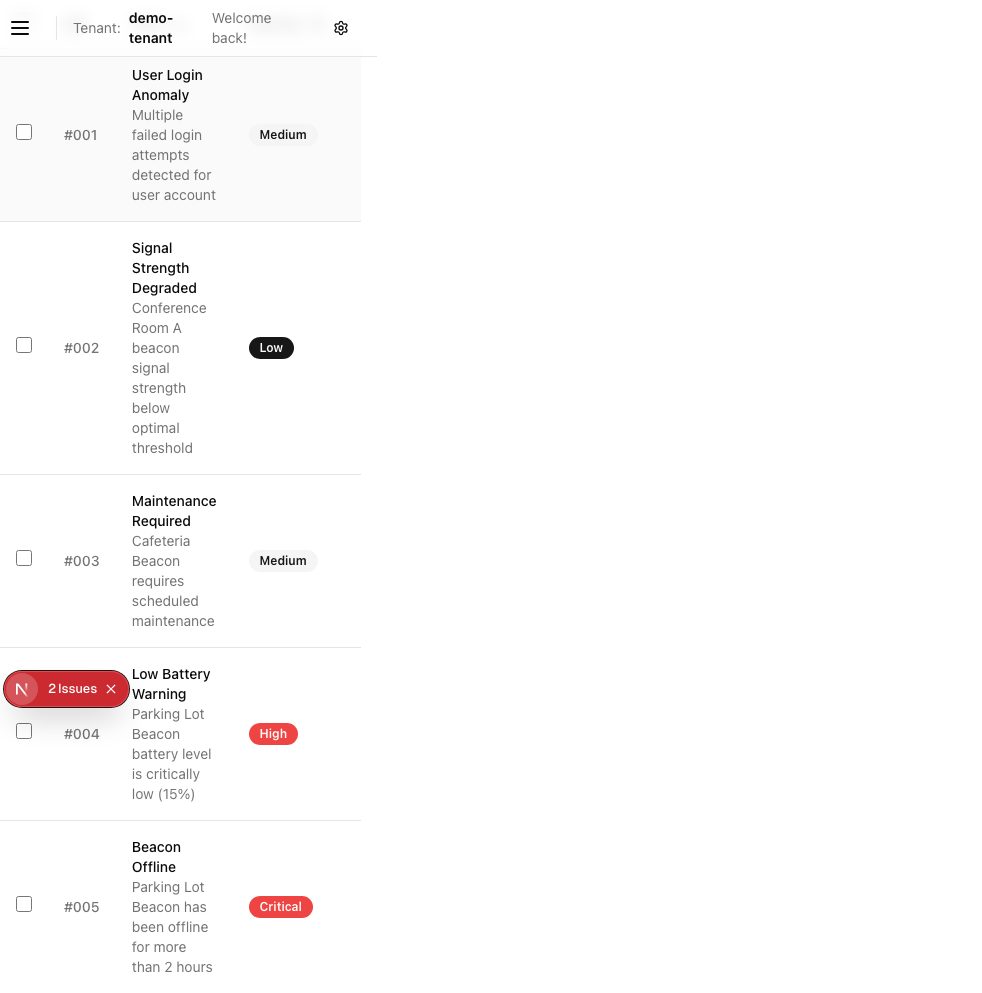 Tenant:
demo-
tenant
Welcome
back!
#001
User Login
Anomaly
Multiple
failed login
attempts
detected for
user account
Medium
#002
Signal
Strength
Degraded
Conference
Room A
beacon
signal
strength
below
optimal
threshold
Low
#003
Maintenance
Required
Cafeteria
Beacon
requires
scheduled
maintenance
Medium
N
2 Issues
#004
Low Battery
Warning
Parking Lot
Beacon
battery level
is critically
low (15%)
High
#005
Beacon
Offline
Parking Lot
Beacon has
been offline
for more
than 2 hours
Critical